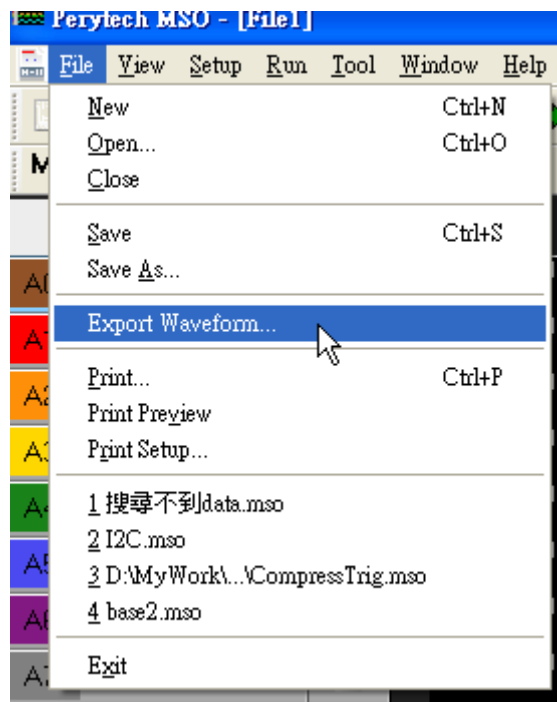 Perytech MSO - [File1]
File View Setup Run Tool Window Help
New Ctrl+N
Open... Ctrl+O
Close
Save Ctrl+S
Save As...
Export Waveform...
Print... Ctrl+P
Print Preview
Print Setup...
1 搜尋不到data.mso
2 I2C.mso
3 D:\MyWork\...\CompressTrig.mso
4 base2.mso
Exit